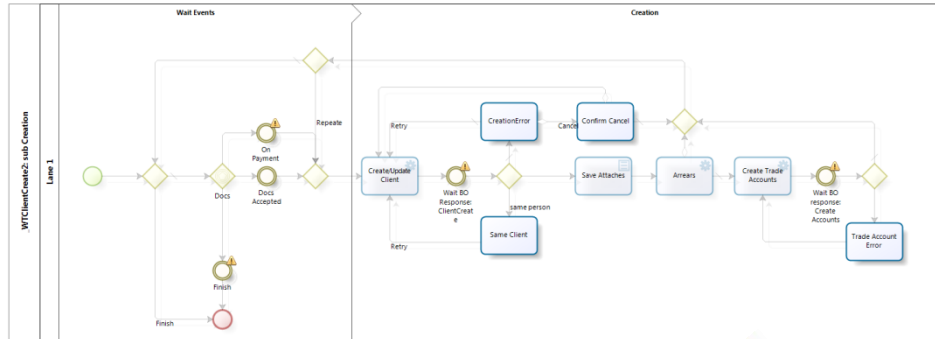 Wait Events
Creation
_WTClientCreate2: sub Creation
Lane 1
Repeate
On
Payment
Docs
Docs
Accepted
Finish
Finish
Retry
CreationError
Cancel
Confirm Cancel
Create/Update
Client
Wait BO
Response:
ClientCreat
e
same person
Same Client
Retry
Save Attaches
Arrears
Create Trade
Accounts
Wait BO
response:
Create
Accounts
Trade Account
Error